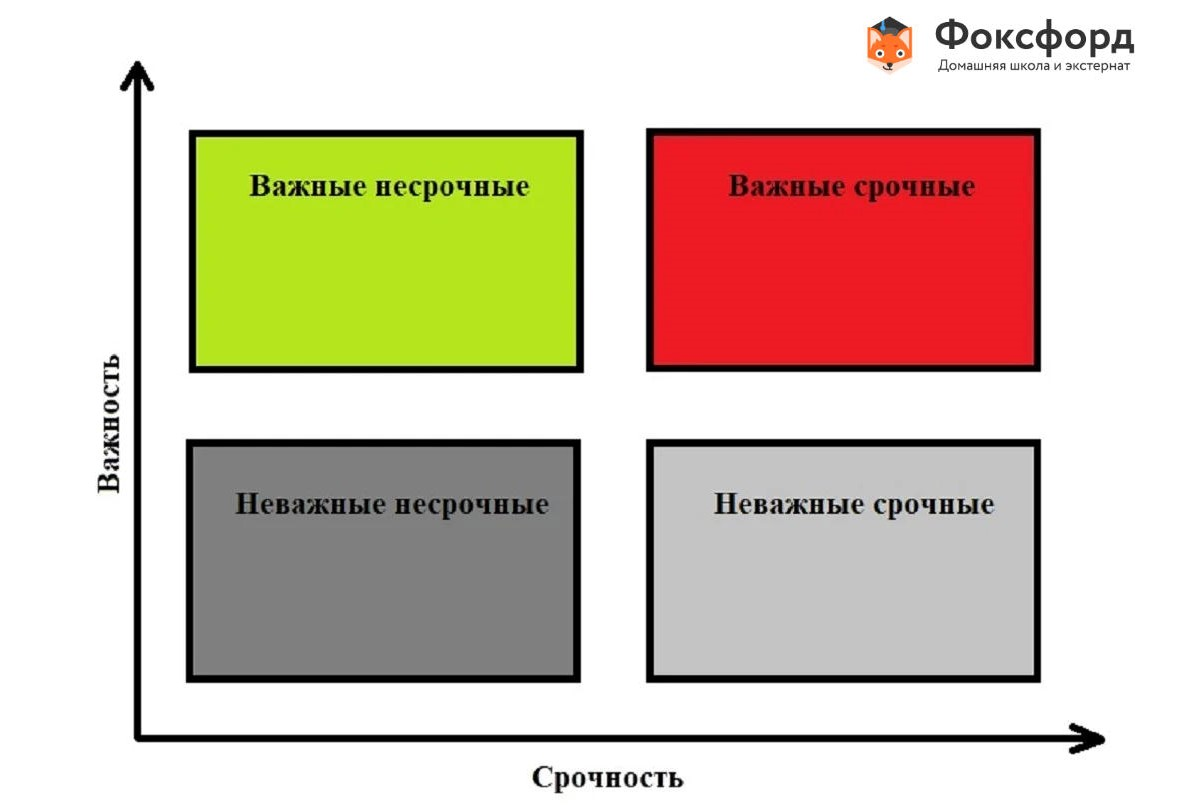 Фоксфорд
Домашняя школа и экстернат
Важные несрочные
Важные срочные
Важность
Неважные несрочные
Неважные срочные
Срочность